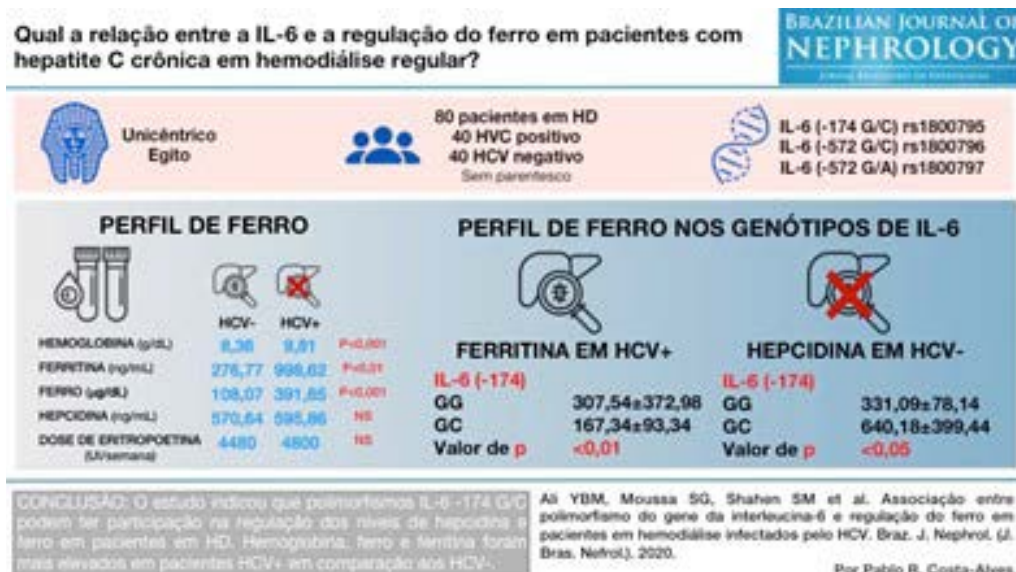 Qual a relação entre a IL-6 e a regulação do ferro em pacientes com
hepatite C crônica em hemodiálise regular?
BRAZILIAN JOURNAL OF
NEPHROLOGY
Unicêntrico
Egito
80 pacientes em HD
40 HVC positivo
40 HCV negativo
Sem parentesco
IL-6 (-174 G/C) rs1800795
IL-6 (-572 G/C) rs1800796
IL-6 (-572 G/A) rs1800797
PERFIL DE FERRO
HCV- HCV+
HEMOGLOBINA (g/dL) P<0,001
FERRITINA (ng/mL) 276,77 998,62 P<0,01
FERRO (µg/dL) 108,07 391,65 P<0,001
HEPCIDINA (ng/mL) 570,64 595,86 NS
DOSE DE ERITROPOETINA 4480 4800 NS
(UI/semana)
PERFIL DE FERRO NOS GENÓTIPOS DE IL-6
FERRITINA EM HCV+
IL-6 (-174)
GG 307,54±372,98
GC 167,34±93,34
Valor de p <0,01
HEPCIDINA EM HCV-
IL-6 (-174)
GG 331,09±78,14
GC 640,18±399,44
Valor de p <0,05
CONCLUSÃO: O estudo indicou que polimorfismos IL-6 -174 G/C
podem ter participação na regulação dos níveis de hepcidina e
ferro em pacientes em HD. Hemoglobina, ferro e ferritina foram
mais elevados em pacientes HCV+ em comparação aos HCV-.
Ali YBM, Moussa SG, Shahen SM et al. Associação entre
polimorfismo do gene da interleucina-6 e regulação do ferro em
pacientes em hemodiálise infectados pelo HCV. Braz. J. Nephrol. (J.
Bras. Nefrol.). 2020.
Por Pablo R. Costa-Alves